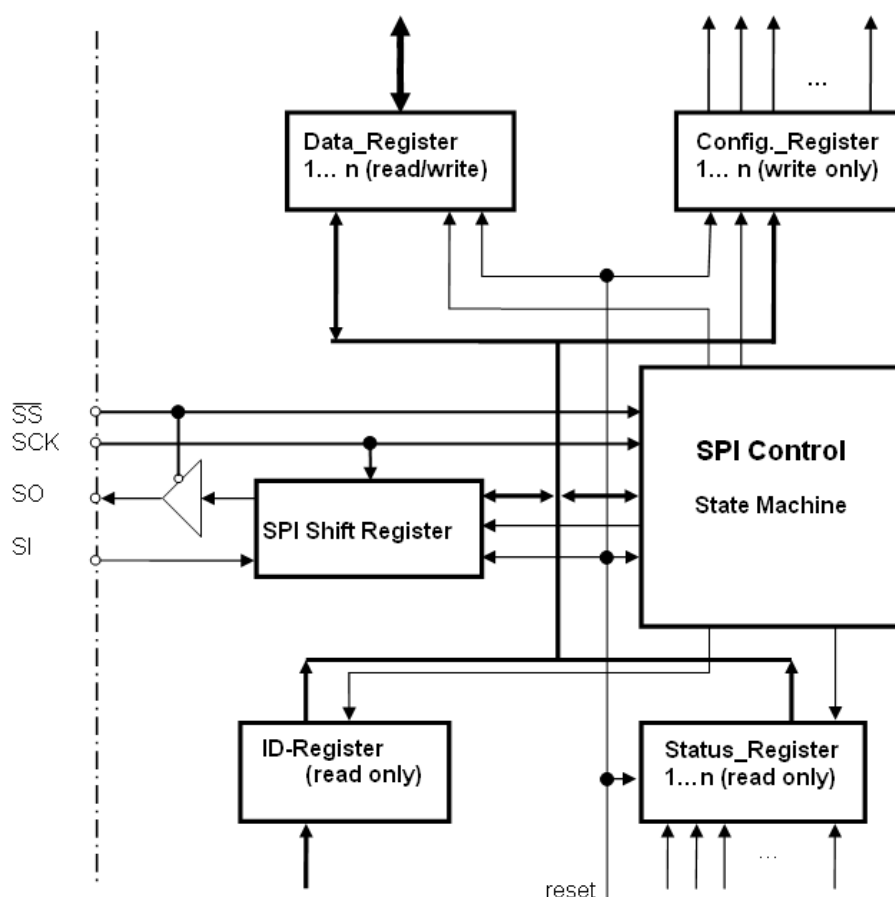 ...
Data_Register
1... n (read/write)
Config._Register
1... n (write only)
SS
SCK
SO
SI
SPI Shift Register
SPI Control
State Machine
ID-Register
(read only)
Status_Register
1...n (read only)
...
reset